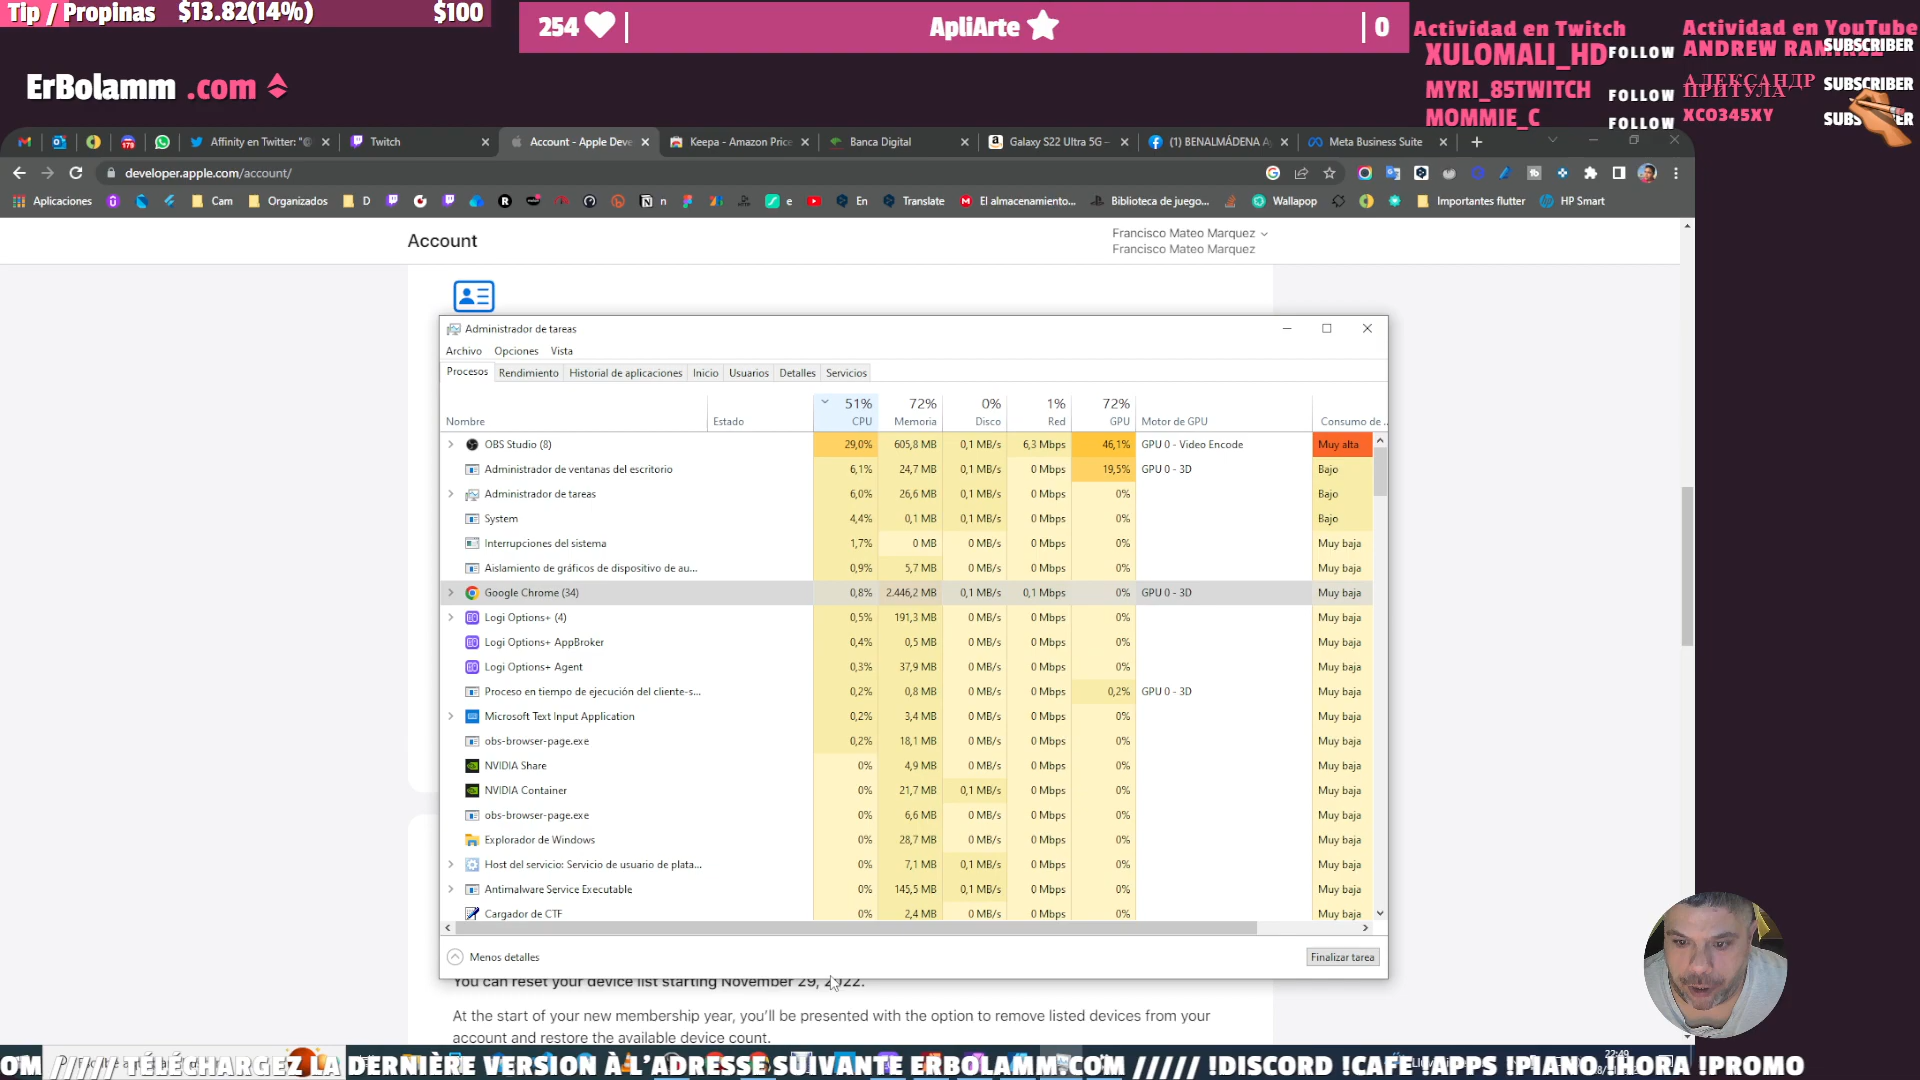 Tip / Propinas $13.82(14%) $100
254 ApliArte 0
Actividad en Twitch
XULOMALI_HD FOLLOW
MYRI_85TWITCH FOLLOW
MOMMIE_C FOLLOW
Actividad en YouTube
ANDREW SUBSCRIBER
АЛЕКСАНДР ПРИТУЛА SUBSCRIBER
XCO345XY
ErBolamm .com
Affinity en Twitter: "@
Twitch
Account - Apple Deve
Keepa - Amazon Price
Banca Digital
Galaxy S22 Ultra 5G –
(1) BENALMÁDENA A
Meta Business Suite
developer.apple.com/account/
Aplicaciones Cam Organizados D n e En Translate El almacenamiento... Biblioteca de juego... Wallapop Importantes flutter HP Smart
Account
Francisco Mateo Marquez
Francisco Mateo Marquez
Administrador de tareas
Archivo Opciones Vista
Procesos Rendimiento Historial de aplicaciones Inicio Usuarios Detalles Servicios
51% 72% 0% 1% 72%
Nombre Estado CPU Memoria Disco Red GPU Motor de GPU Consumo de ..
OBS Studio (8) 29,0% 605,8 MB 0,1 MB/s 6,3 Mbps 46,1% GPU 0 - Video Encode Muy alta
Administrador de ventanas del escritorio 6,1% 24,7 MB 0,1 MB/s 0 Mbps 19,5% GPU 0 - 3D Bajo
Administrador de tareas 6,0% 26,6 MB 0,1 MB/s 0 Mbps 0% Bajo
System 4,4% 0,1 MB 0,1 MB/s 0 Mbps 0% Bajo
Interrupciones del sistema 1,7% 0 MB 0 MB/s 0 Mbps 0% Muy baja
Aislamiento de gráficos de dispositivo de au... 0,9% 5,7 MB 0 MB/s 0 Mbps 0% Muy baja
Google Chrome (34) 0,8% 2.446,2 MB 0,1 MB/s 0,1 Mbps 0% GPU 0 - 3D Muy baja
Logi Options+ (4) 0,5% 191,3 MB 0 MB/s 0 Mbps 0% Muy baja
Logi Options+ AppBroker 0,4% 0,5 MB 0 MB/s 0 Mbps 0% Muy baja
Logi Options+ Agent 0,3% 37,9 MB 0 MB/s 0 Mbps 0% Muy baja
Proceso en tiempo de ejecución del cliente-s... 0,2% 0,8 MB 0 MB/s 0 Mbps 0,2% GPU 0 - 3D Muy baja
Microsoft Text Input Application 0,2% 3,4 MB 0 MB/s 0 Mbps 0% Muy baja
obs-browser-page.exe 0,2% 18,1 MB 0 MB/s 0 Mbps 0% Muy baja
NVIDIA Share 0% 4,9 MB 0 MB/s 0 Mbps 0% Muy baja
NVIDIA Container 0% 21,7 MB 0,1 MB/s 0 Mbps 0% Muy baja
obs-browser-page.exe 0% 6,6 MB 0 MB/s 0 Mbps 0% Muy baja
Explorador de Windows 0% 28,7 MB 0 MB/s 0 Mbps 0% Muy baja
Host del servicio: Servicio de usuario de plata... 0% 7,1 MB 0,1 MB/s 0 Mbps 0% Muy baja
Antimalware Service Executable 0% 145,5 MB 0,1 MB/s 0 Mbps 0% Muy baja
Cargador de CTF 0% 2,4 MB 0 MB/s 0 Mbps 0% Muy baja
Menos detalles Finalizar tarea
You can reset your device list starting November 29, 2022.
At the start of your new membership year, you'll be presented with the option to remove listed devices from your
account and restore the available device count.
OM ///// TÉLÉCHARGEZ LA DERNIÈRE VERSION À L'ADRESSE SUIVANTE ERBOLAMM.COM ///// !DISCORD !CAFE !APPS !PIANO !HORA !PROMO
22:49